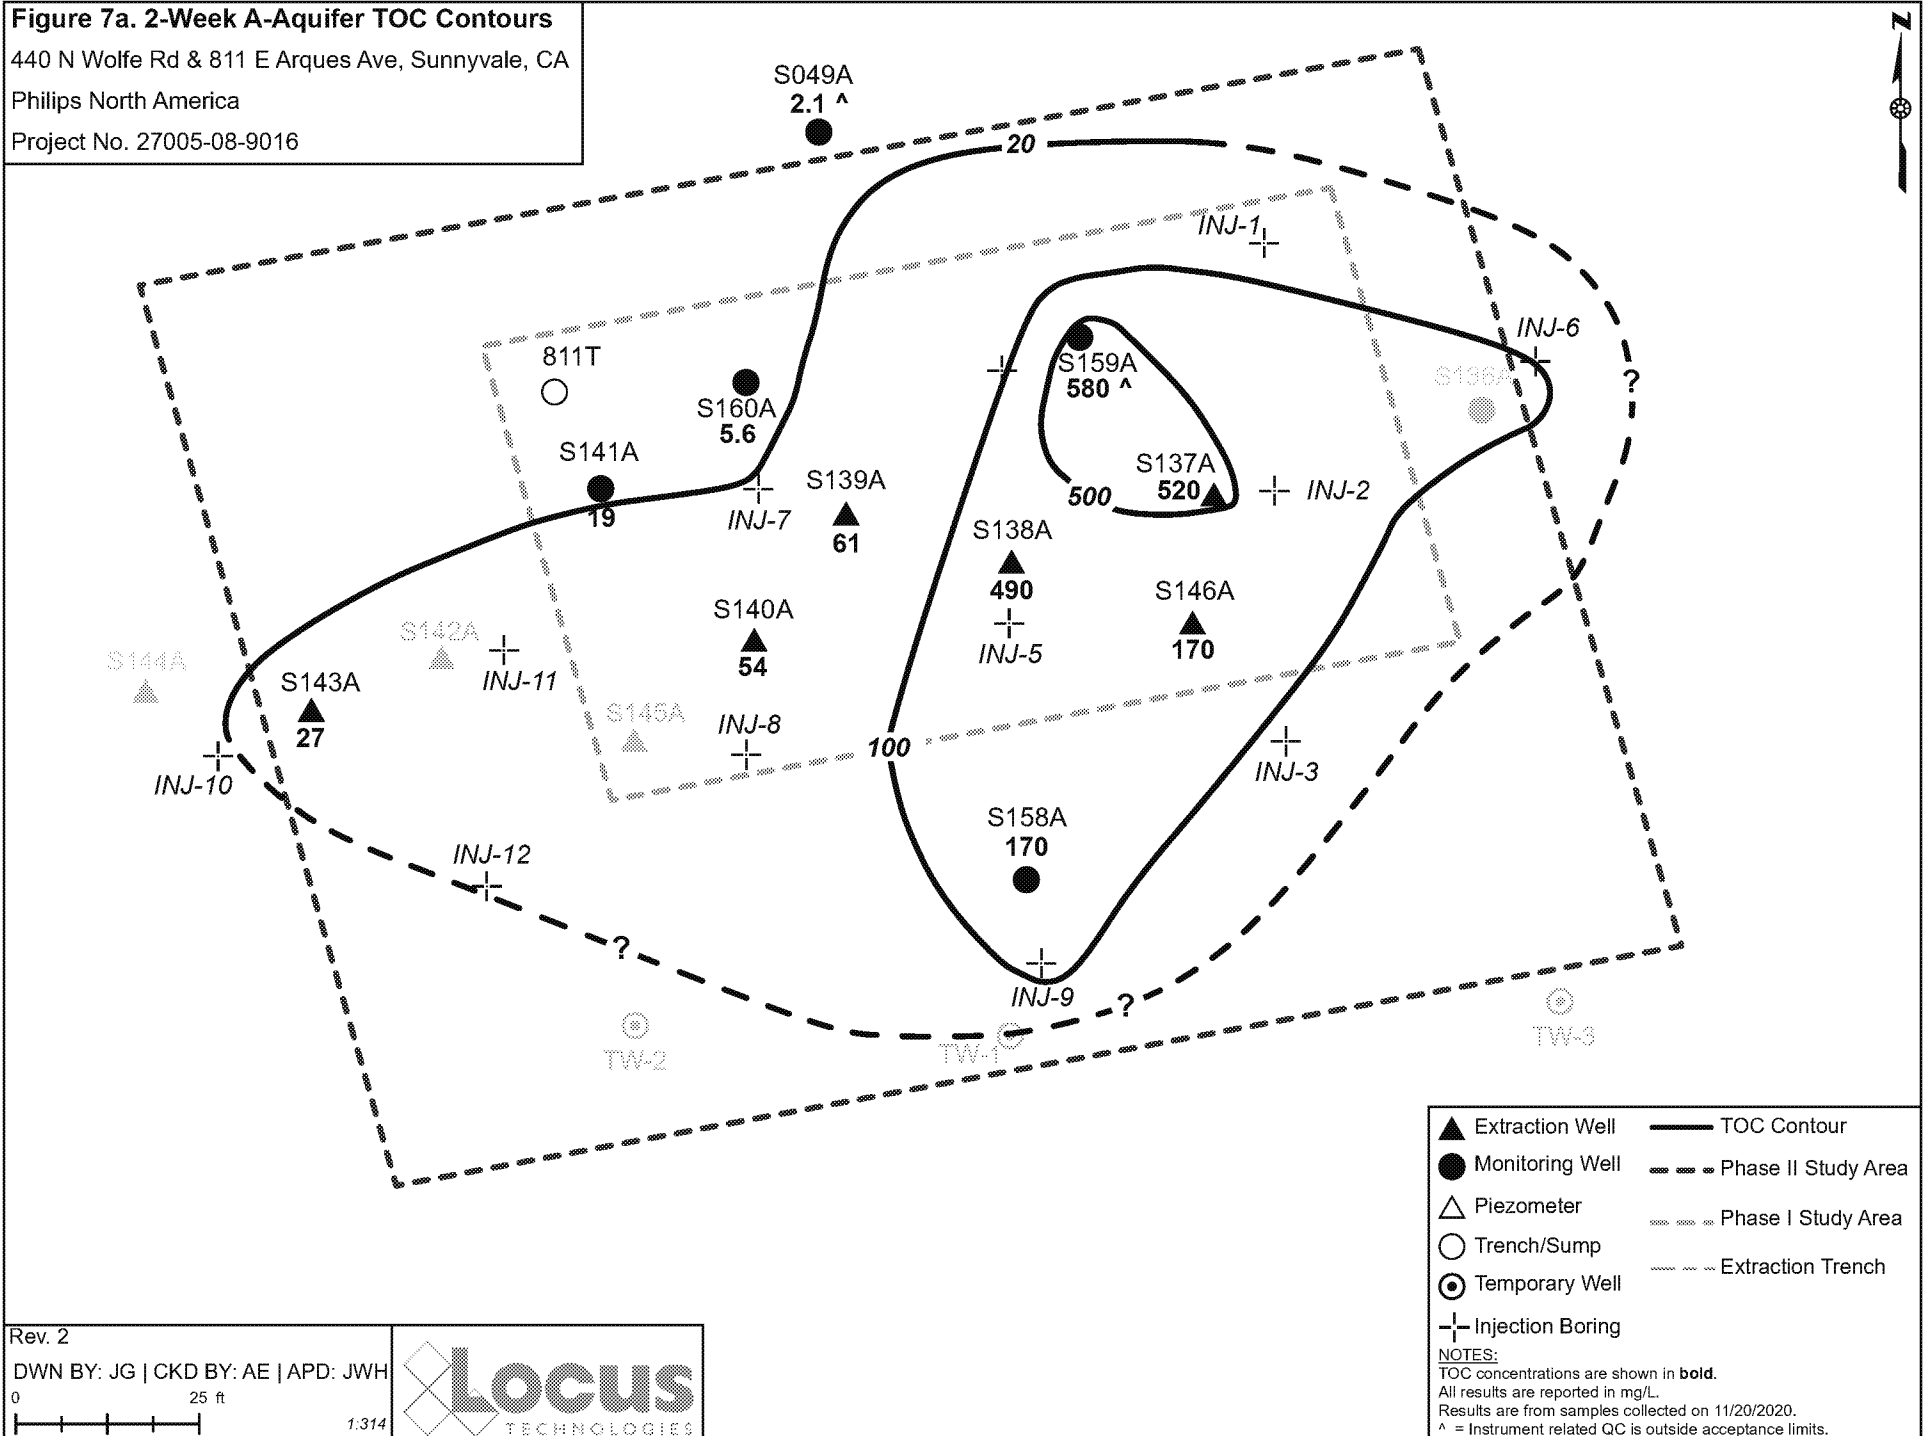 Figure 7a. 2-Week A-Aquifer TOC Contours
440 N Wolfe Rd & 811 E Arques Ave, Sunnyvale, CA
Philips North America
Project No. 27005-08-9016
N
S049A
2.1 ^
20
INJ-1
INJ-6
?
811T
S159A
580 ^
S136A
S160A
5.6
S141A
19
INJ-7
S139A
61
S137A
520
500
INJ-2
S138A
490
INJ-5
S146A
170
S140A
54
S142A
INJ-11
S144A
S143A
27
S145A
INJ-8
100
INJ-10
INJ-3
S158A
170
INJ-12
?
INJ-9
?
TW-2
TW-1
TW-3
Extraction Well
Monitoring Well
Piezometer
Trench/Sump
Temporary Well
Injection Boring
TOC Contour
Phase II Study Area
Phase I Study Area
Extraction Trench
NOTES:
TOC concentrations are shown in bold.
All results are reported in mg/L.
Results are from samples collected on 11/20/2020.
^ = Instrument related QC is outside acceptance limits.
Rev. 2
DWN BY: JG | CKD BY: AE | APD: JWH
0 25 ft
1:314
Locus
TECHNOLOGIES